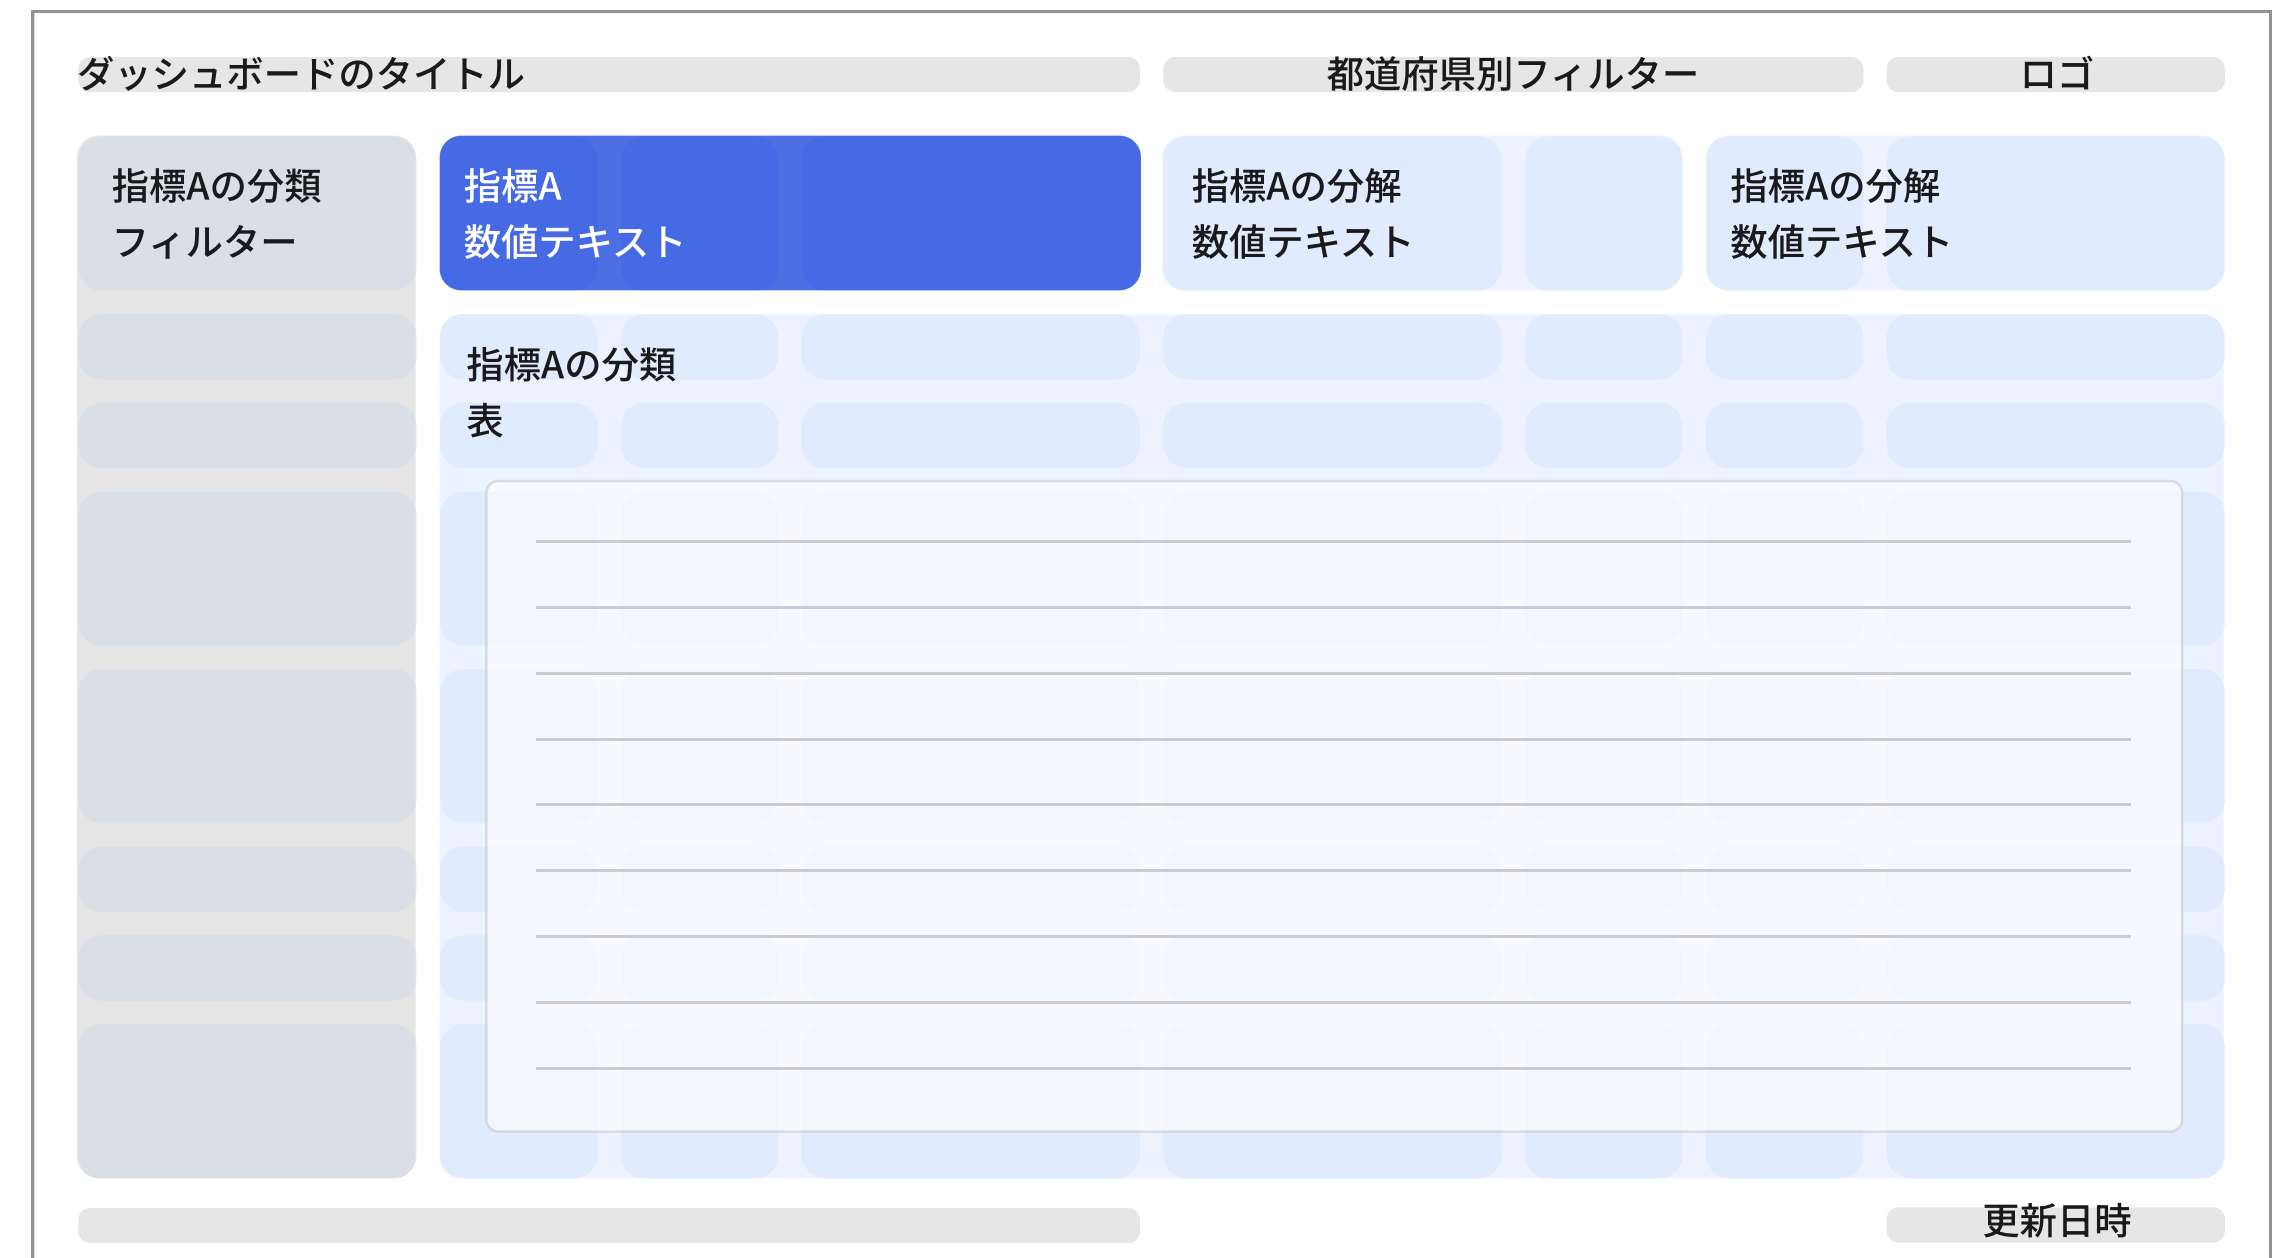 ダッシュボードのタイトル
都道府県別フィルター
ロゴ
指標Aの分類
フィルター
指標A
数値テキスト
指標Aの分解
数値テキスト
指標Aの分解
数値テキスト
指標Aの分類
表
更新日時